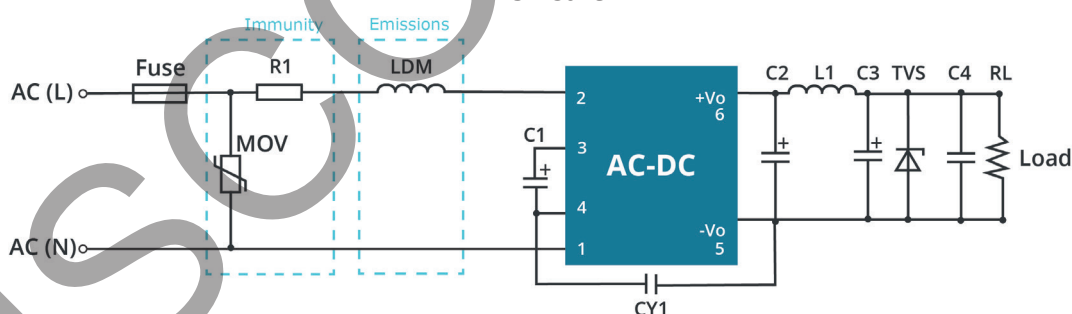 Immunity
Emissions
Fuse
R1
LDM
C2
L1
C3
TVS
C4
RL
AC (L)
2
+Vo
6
MOV
C1
3
AC-DC
Load
4
-Vo
5
AC (N)
1
CY1